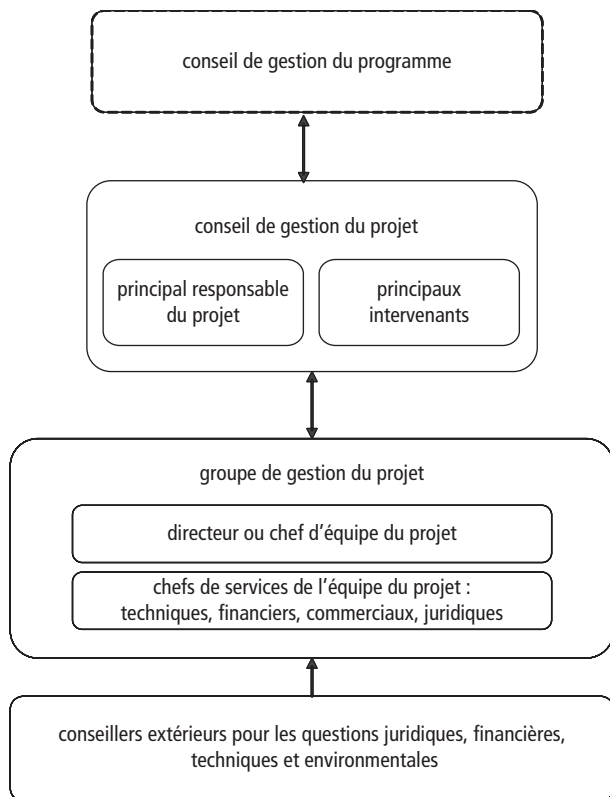 conseil de gestion du programme
conseil de gestion du projet
principal responsable
du projet
principaux
intervenants
groupe de gestion du projet
directeur ou chef d’équipe du projet
chefs de services de l’équipe du projet :
techniques, financiers, commerciaux, juridiques
conseillers extérieurs pour les questions juridiques, financières,
techniques et environmentales